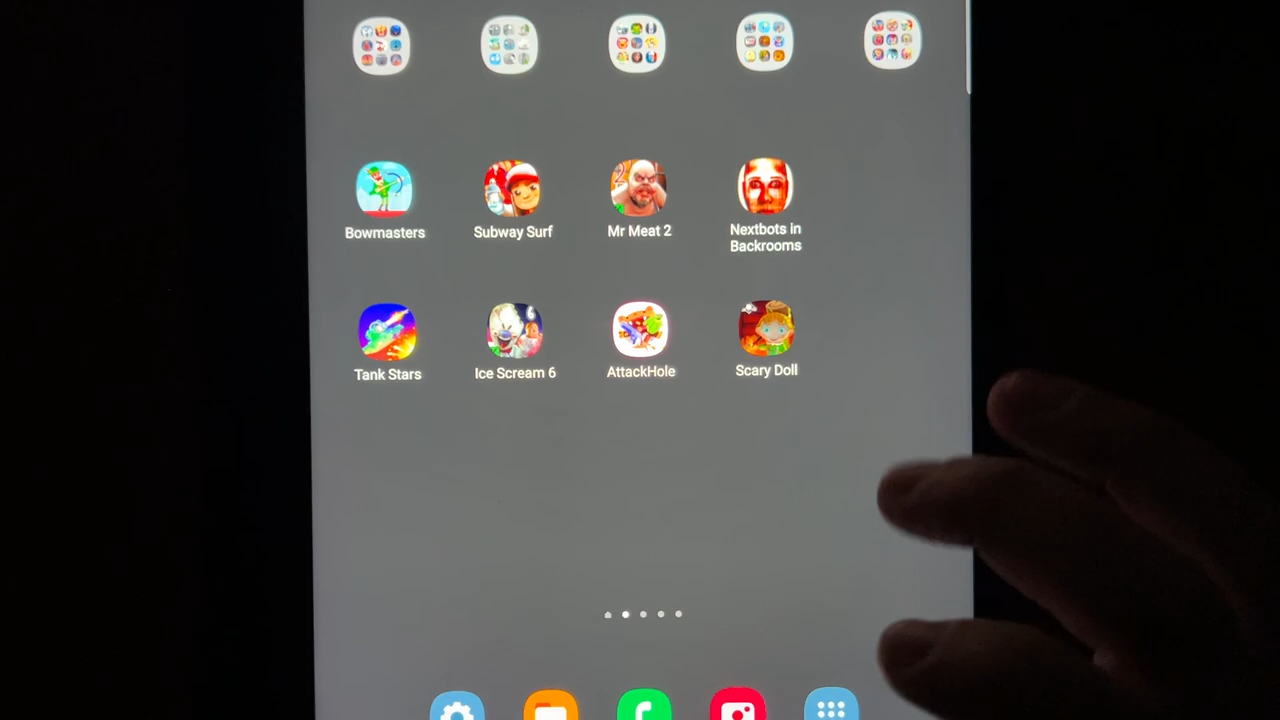 Bowmasters
Subway Surf
Mr Meat 2
Nextbots in
Backrooms
Tank Stars
Ice Scream 6
AttackHole
Scary Doll